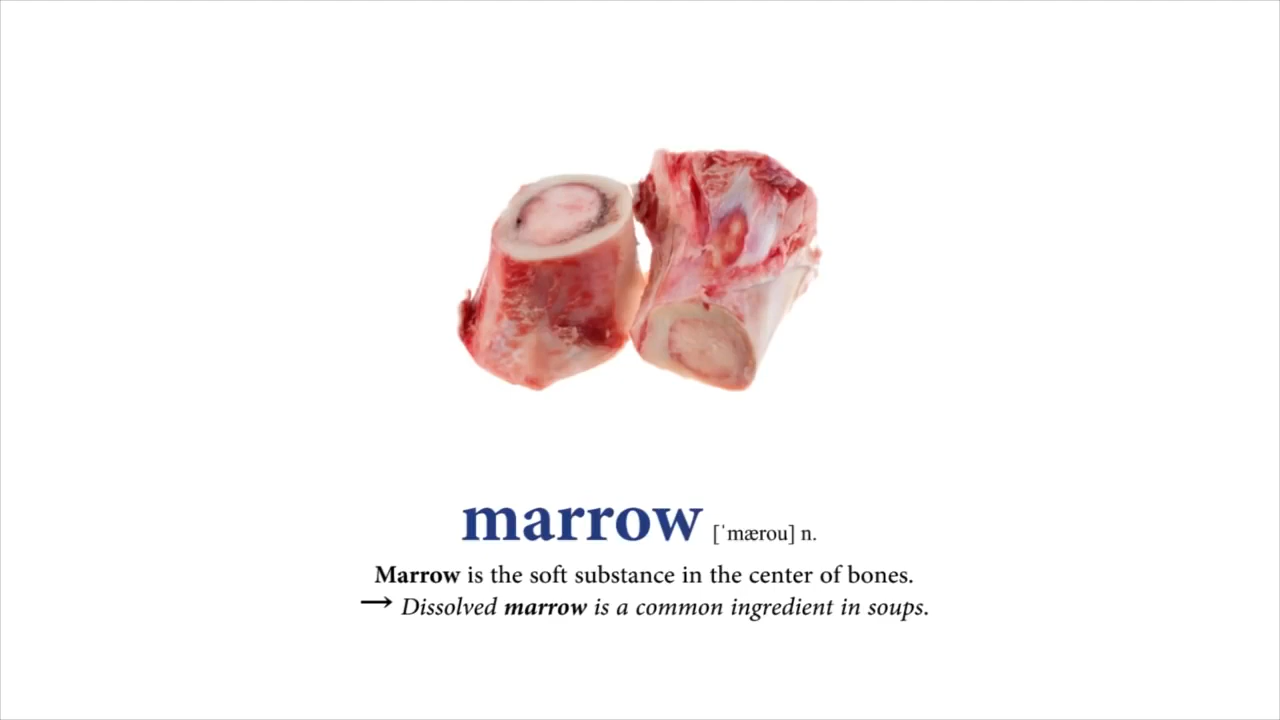 marrow [ˈmærou] n.
Marrow is the soft substance in the center of bones.
→ Dissolved marrow is a common ingredient in soups.